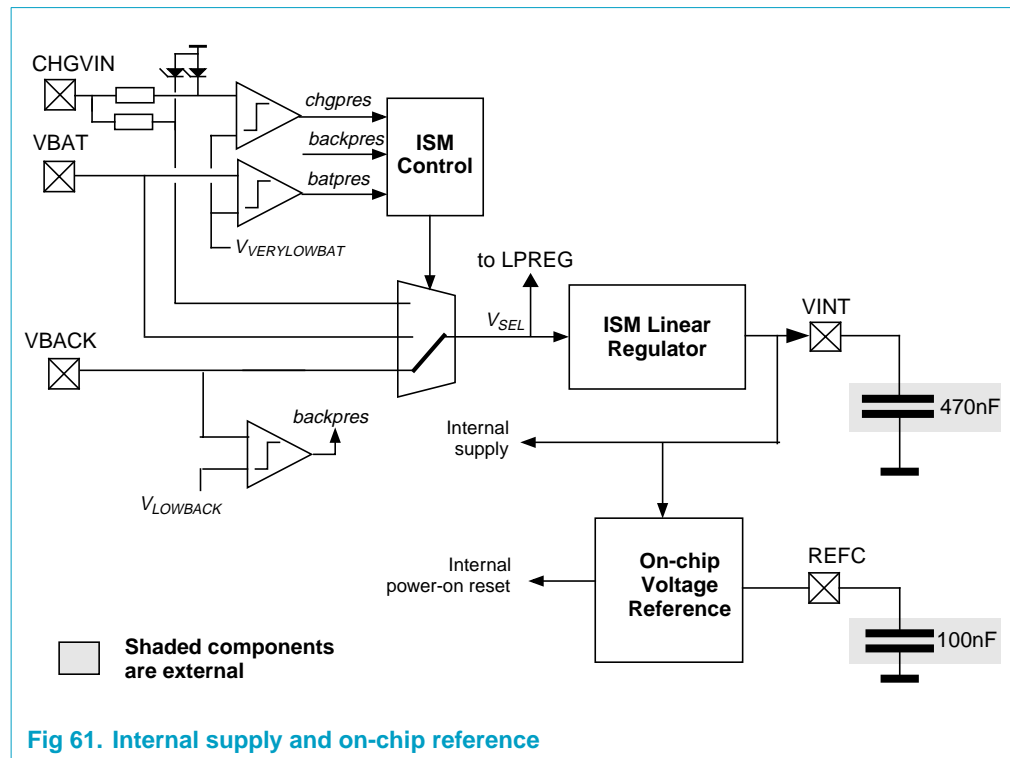 CHGVIN
chgpres
ISM
Control
backpres
VBAT
batpres
VVERYLOWBAT
to LPREG
VINT
VSEL
ISM Linear
Regulator
VBACK
470nF
backpres
Internal
supply
VLOWBACK
REFC
On-chip
Voltage
Reference
Internal
power-on reset
100nF
Shaded components
are external
Fig 61. Internal supply and on-chip reference